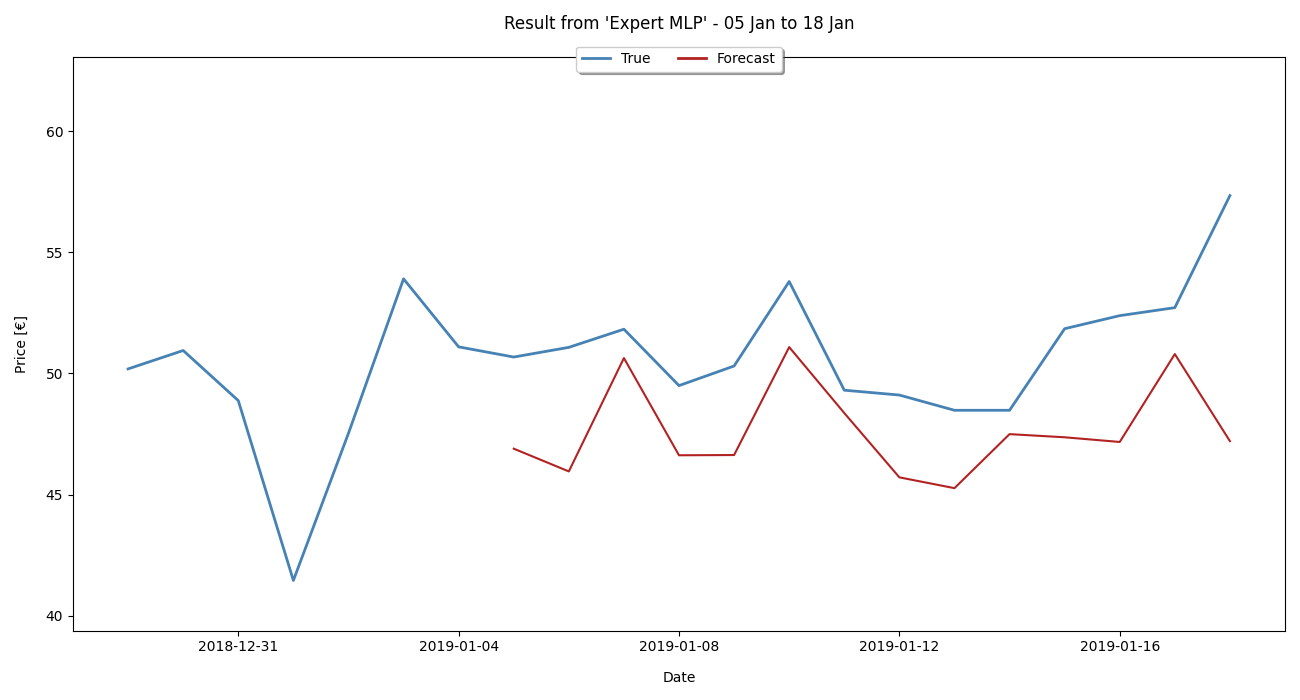 Result from 'Expert MLP' - 05 Jan to 18 Jan
True Forecast
Price [€]
60
55
50
45
40
2018-12-31 2019-01-04 2019-01-08 2019-01-12 2019-01-16
Date